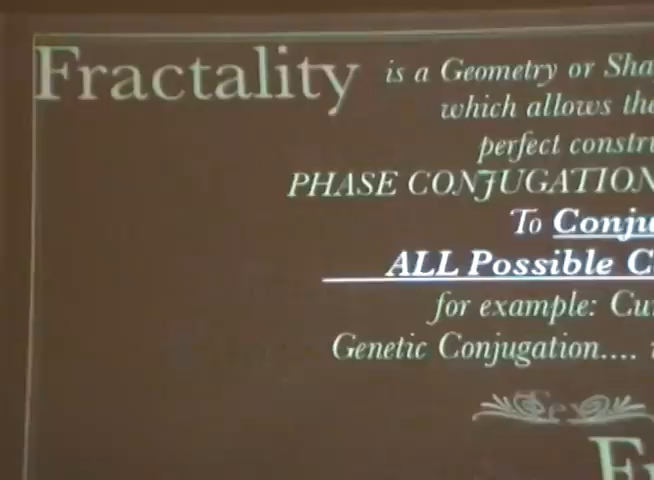 Fractality is a Geometry or Sha
which allows the
perfect constru
PHASE CONJUGATION
To Conju
ALL Possible C
for example: Cu
Genetic Conjugation....